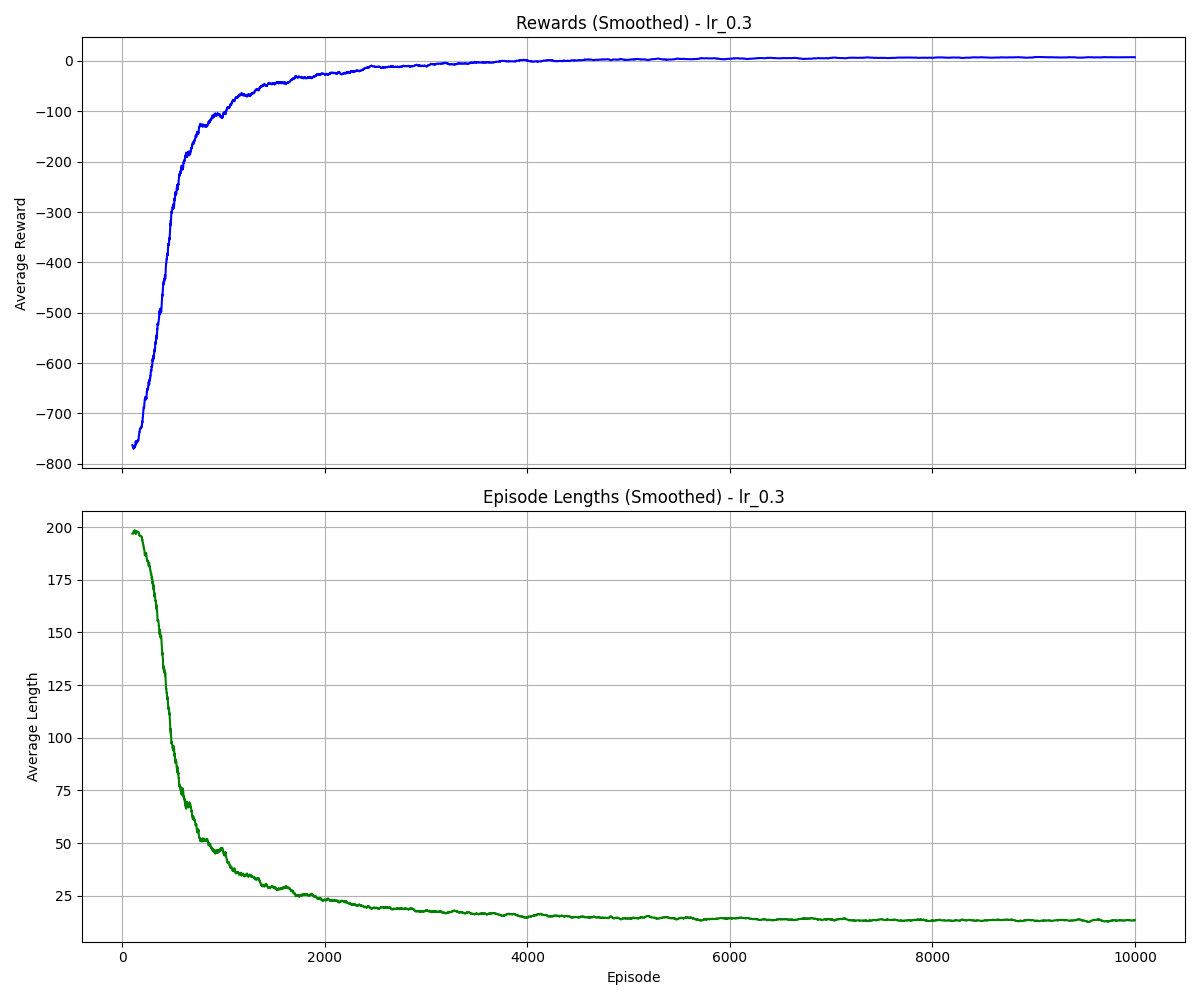 Rewards (Smoothed) - lr_0.3
Average Reward
0
−100
−200
−300
−400
−500
−600
−700
−800
Episode Lengths (Smoothed) - lr_0.3
Average Length
200
175
150
125
100
75
50
25
0 2000 4000 6000 8000 10000
Episode